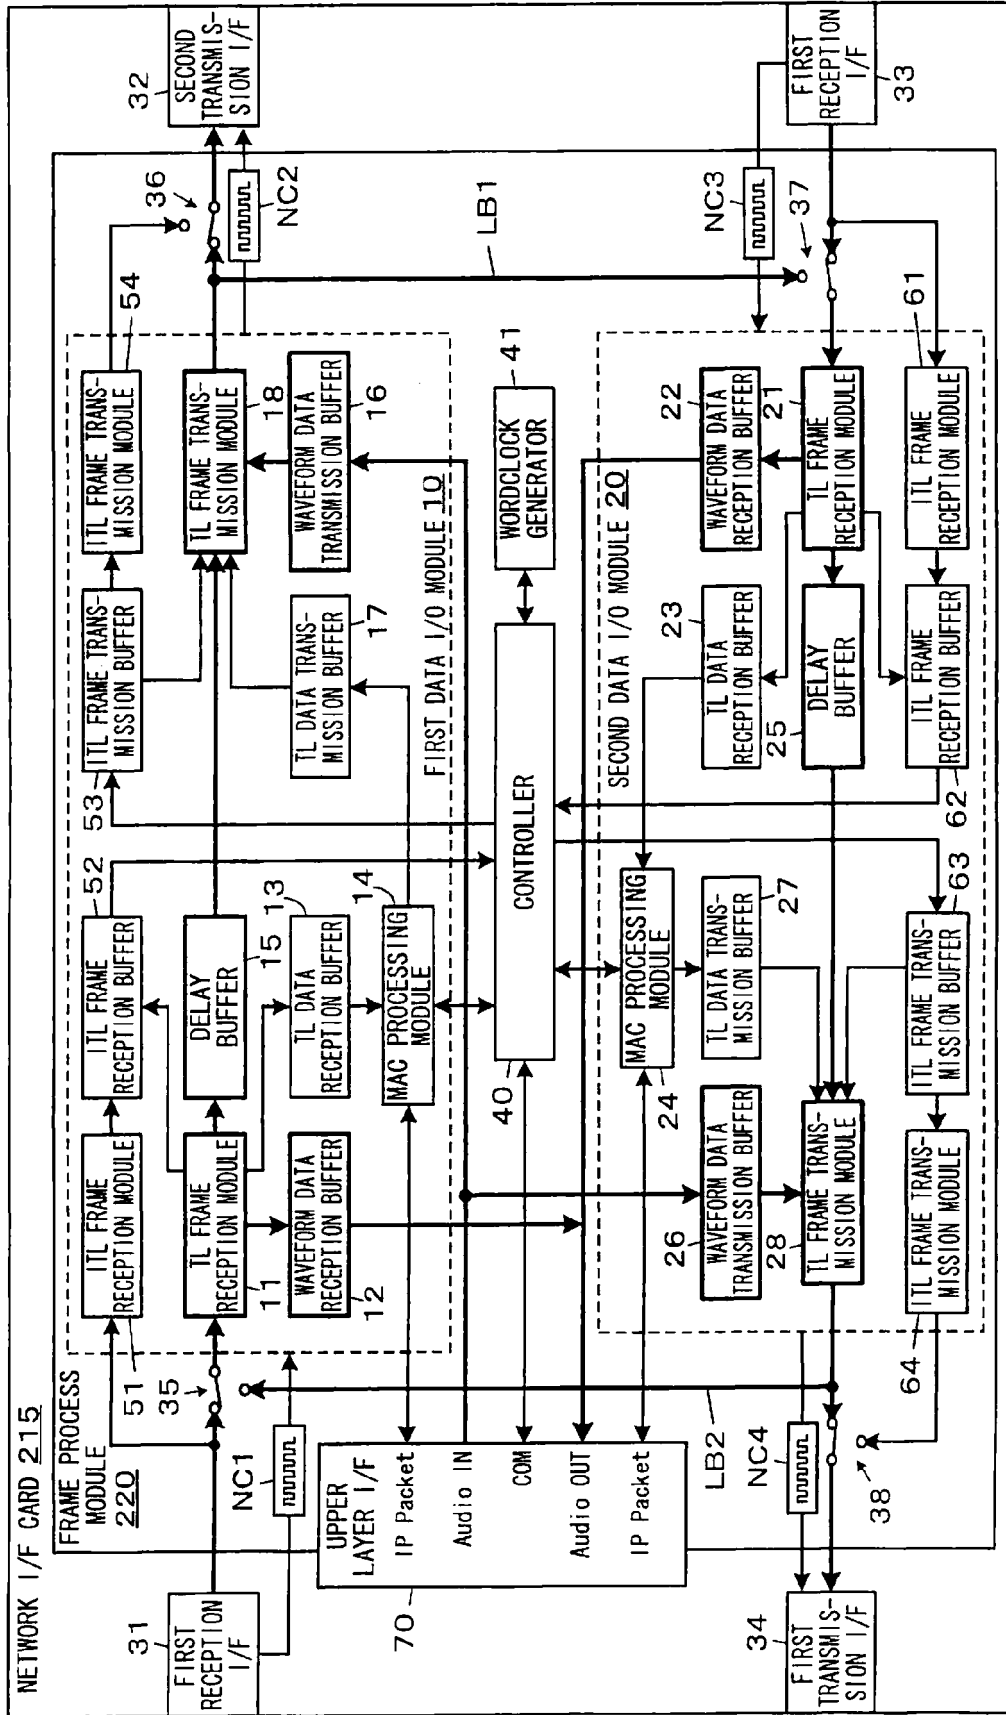 NETWORK I/F CARD 215
FRAME PROCESS
MODULE
220
31
FIRST
RECEPTION
I/F
32
SECOND
TRANSMIS-
SION I/F
33
FIRST
RECEPTION
I/F
34
FIRST
TRANSMIS-
SION I/F
35
36
37
38
NC1
NC2
NC3
NC4
LB1
LB2
51
ITL FRAME
RECEPTION MODULE
52
ITL FRAME
RECEPTION BUFFER
53
ITL FRAME TRANS-
MISSION BUFFER
54
ITL FRAME TRANS-
MISSION MODULE
11
TL FRAME
RECEPTION MODULE
15
DELAY
BUFFER
18
TL FRAME TRANS-
MISSION MODULE
12
WAVEFORM DATA
RECEPTION BUFFER
13
TL DATA
RECEPTION BUFFER
17
TL DATA TRANS-
MISSION BUFFER
16
WAVEFORM DATA
TRANSMISSION BUFFER
14
MAC PROCESSING
MODULE
FIRST DATA I/O MODULE 10
UPPER
LAYER I/F
IP Packet
Audio IN
COM
Audio OUT
IP Packet
70
40
CONTROLLER
41
WORDCLOCK
GENERATOR
SECOND DATA I/O MODULE 20
24
MAC PROCESSING
MODULE
26
WAVEFORM DATA
TRANSMISSION BUFFER
27
TL DATA TRANS-
MISSION BUFFER
23
TL DATA
RECEPTION BUFFER
22
WAVEFORM DATA
RECEPTION BUFFER
28
TL FRAME TRANS-
MISSION MODULE
25
DELAY
BUFFER
21
TL FRAME
RECEPTION MODULE
64
ITL FRAME TRANS-
MISSION MODULE
63
ITL FRAME TRANS-
MISSION BUFFER
62
ITL FRAME
RECEPTION BUFFER
61
ITL FRAME
RECEPTION MODULE